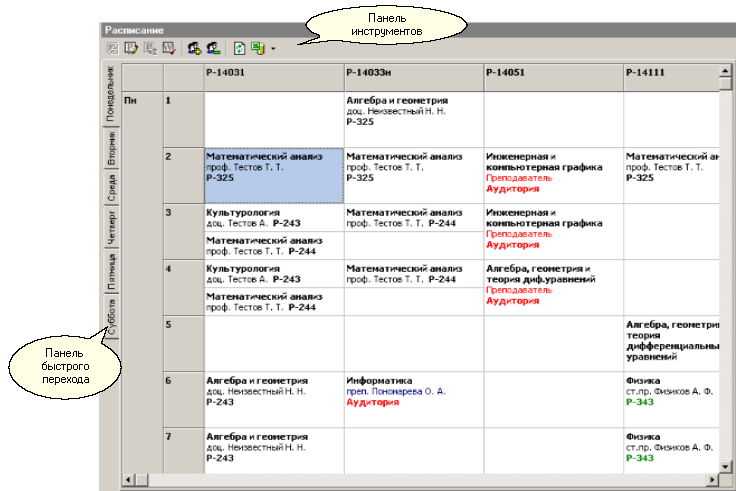 Панель
инструментов
Расписание
Р-14031
Р-14033н
Р-14051
Р-14111
Понедельник
Вторник
Среда
Четверг
Пятница
Суббота
Панель
быстрого
перехода
Пн
1
Алгебра и геометрия
доц. Неизвестный Н. Н.
Р-325
2
Математический анализ
проф. Тестов Т. Т.
Р-325
Математический анализ
проф. Тестов Т. Т.
Р-325
Инженерная и
компьютерная графика
Преподаватель
Аудитория
Математический ан
проф. Тестов Т. Т.
Р-325
3
Культурология
доц. Тестов А. Р-243
Математический анализ
проф. Тестов Т. Т. Р-244
Математический анализ
проф. Тестов Т. Т. Р-244
Инженерная и
компьютерная графика
Преподаватель
Аудитория
4
Культурология
доц. Тестов А. Р-243
Математический анализ
проф. Тестов Т. Т. Р-244
Математический анализ
проф. Тестов Т. Т. Р-244
Алгебра, геометрия и
теория диф.уравнений
Преподаватель
Аудитория
5
Алгебра, геометрия
теория
дифференциальны
уравнений
6
Алгебра и геометрия
доц. Неизвестный Н. Н.
Р-243
Информатика
преп. Пономарева О. А.
Аудитория
Физика
ст.пр. Физиков А. Ф.
Р-343
7
Алгебра и геометрия
доц. Неизвестный Н. Н.
Р-243
Физика
ст.пр. Физиков А. Ф.
Р-343